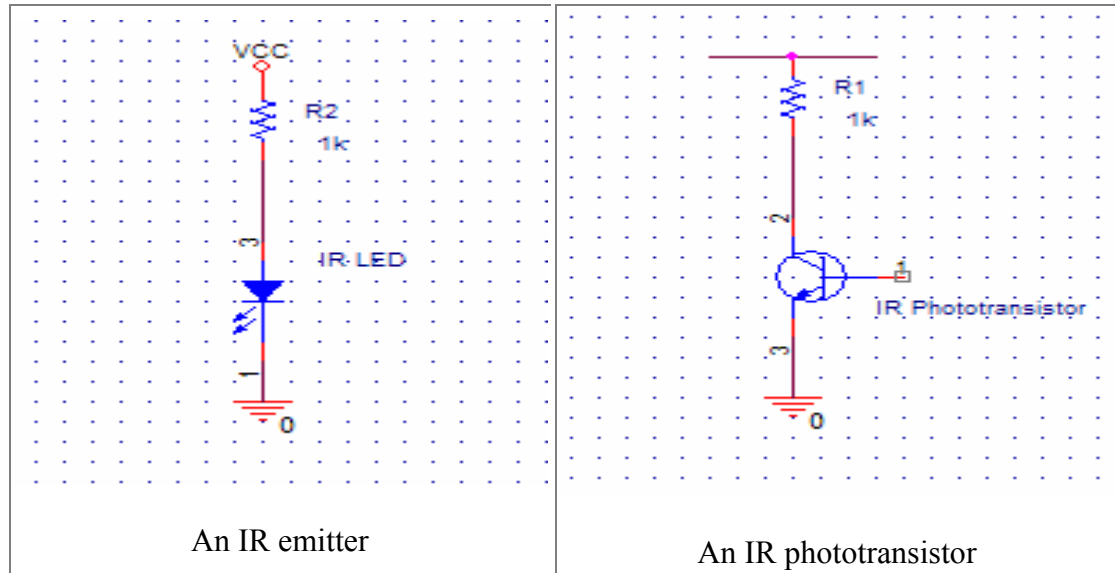 VCC
R2
1k
3
IR LED
1
0
An IR emitter
R1
1k
2
1
IR Phototransistor
3
0
An IR phototransistor